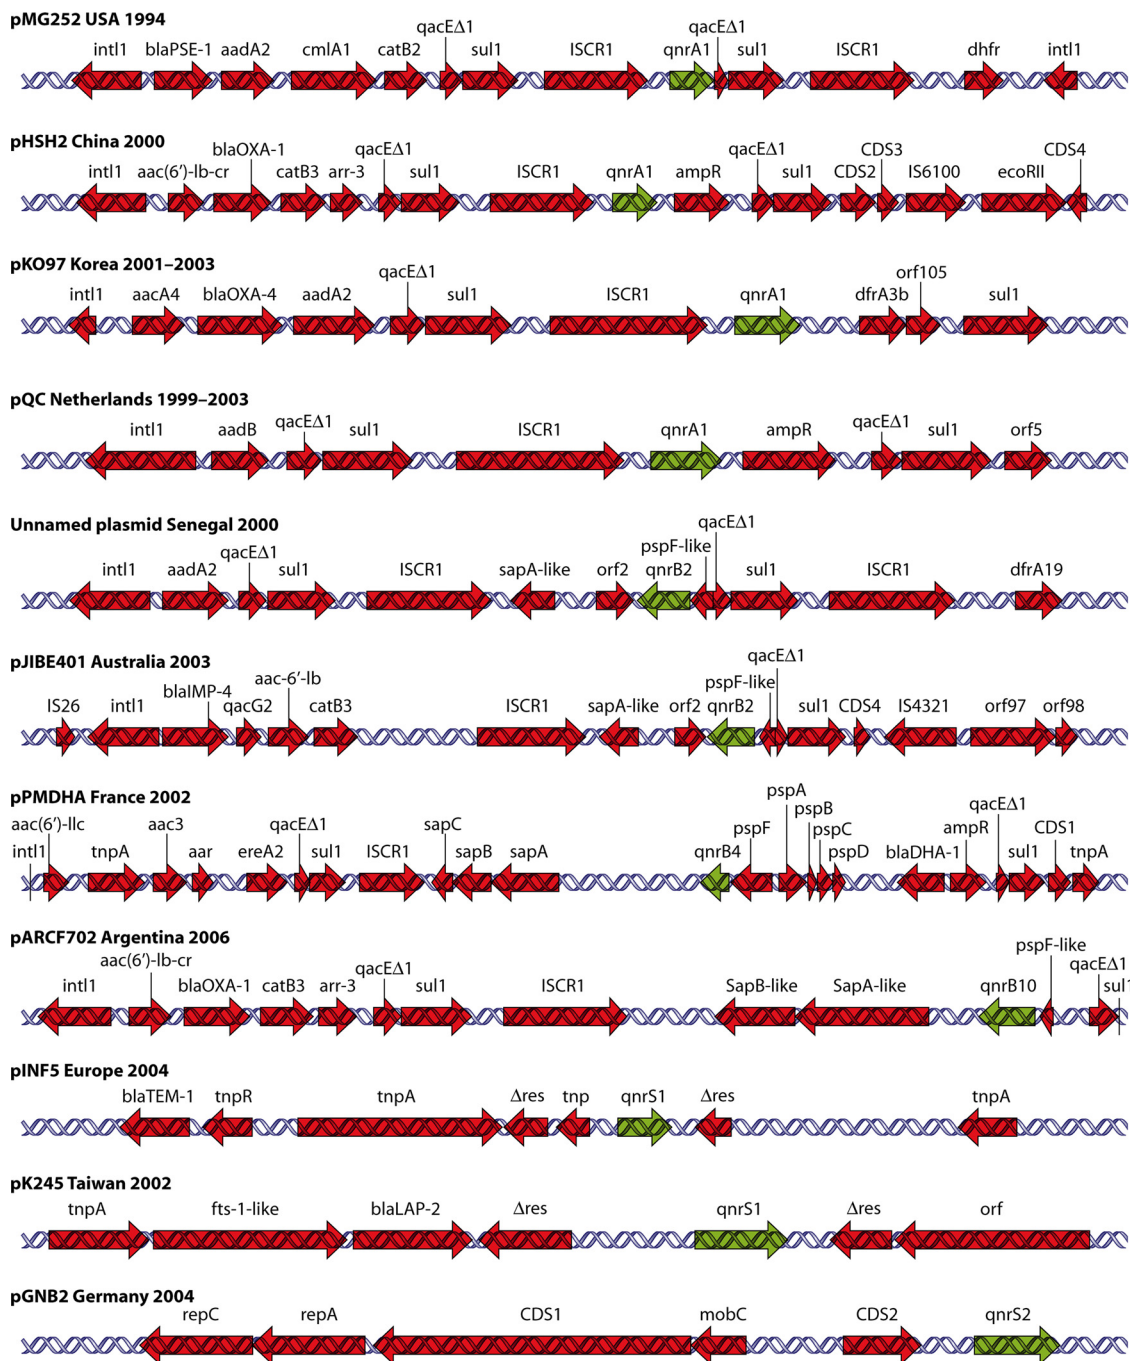 pMG252 USA 1994
qacEΔ1 qacEΔ1
intI1 blaPSE-1 aadA2 cmlA1 catB2 sul1 ISCR1 qnrA1 sul1 ISCR1 dhfr intI1
pHSH2 China 2000
blaOXA-1 qacEΔ1 qacEΔ1 CDS3 CDS4
intI1 aac(6′)-Ib-cr catB3 arr-3 sul1 ISCR1 qnrA1 ampR sul1 CDS2 IS6100 ecoRII
pKO97 Korea 2001–2003
qacEΔ1 orf105
intI1 aacA4 blaOXA-4 aadA2 sul1 ISCR1 qnrA1 dfrA3b sul1
pQC Netherlands 1999–2003
qacEΔ1 qacEΔ1
intI1 aadB sul1 ISCR1 qnrA1 ampR sul1 orf5
Unnamed plasmid Senegal 2000
qacEΔ1
qacEΔ1 pspF-like
intI1 aadA2 sul1 ISCR1 sapA-like orf2 qnrB2 sul1 ISCR1 dfrA19
pJIBE401 Australia 2003
qacEΔ1
blaIMP-4 aac-6′-Ib pspF-like
IS26 intI1 qacG2 catB3 ISCR1 sapA-like orf2 qnrB2 sul1 CDS4 IS4321 orf97 orf98
pPMDHA France 2002
pspA
pspB qacEΔ1
aac(6′)-IIc aac3 qacEΔ1 sapC pspF pspC ampR CDS1
intI1 tnpA aar ereA2 sul1 ISCR1 sapB sapA qnrB4 pspD blaDHA-1 sul1 tnpA
pARCF702 Argentina 2006
aac(6′)-Ib-cr qacEΔ1 pspF-like qacEΔ1
intI1 blaOXA-1 catB3 arr-3 sul1 ISCR1 SapB-like SapA-like qnrB10 sul1
pINF5 Europe 2004
blaTEM-1 tnpR tnpA Δres tnp qnrS1 Δres tnpA
pK245 Taiwan 2002
tnpA fts-1-like blaLAP-2 Δres qnrS1 Δres orf
pGNB2 Germany 2004
repC repA CDS1 mobC CDS2 qnrS2